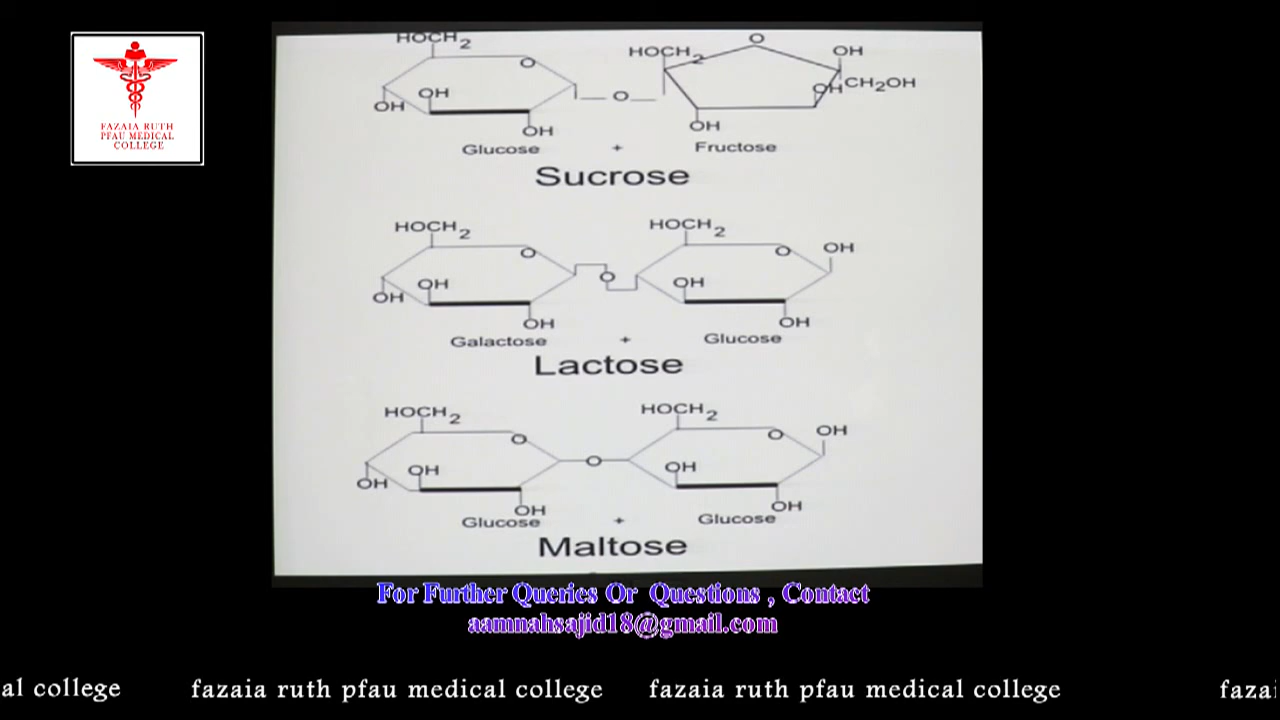 FAZAIA RUTH
PFAU MEDICAL
COLLEGE
HOCH2 O OH OH OH
O
HOCH2 O OH CH2OH OH OH
Glucose + Fructose
Sucrose
HOCH2 O OH OH OH
O
HOCH2 O OH OH OH
Galactose + Glucose
Lactose
HOCH2 O OH OH OH
O
HOCH2 O OH OH OH
Glucose + Glucose
Maltose
For Further Queries Or Questions , Contact
aamnahsajid18@gmail.com
al college fazaia ruth pfau medical college fazaia ruth pfau medical college fazai